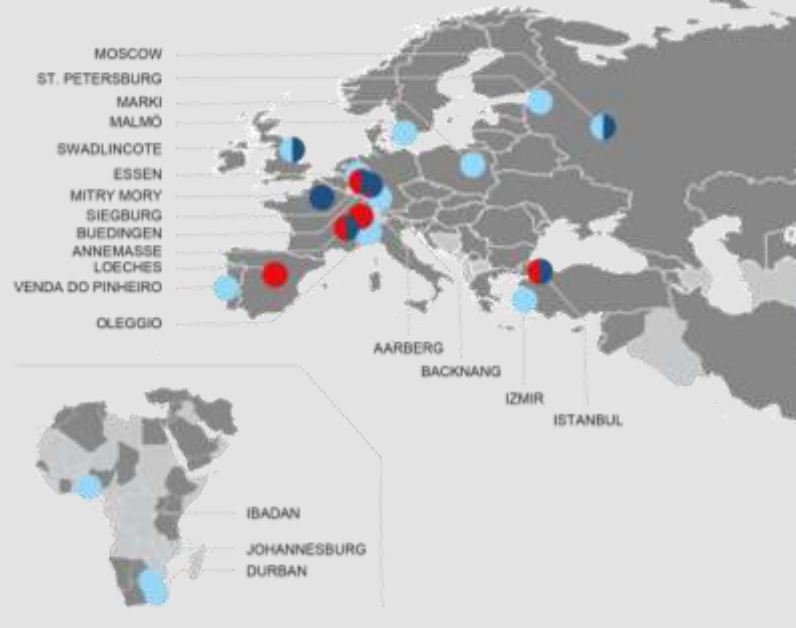 MOSCOW
ST. PETERSBURG
MARKI
MALMÖ
SWADLINCOTE
ESSEN
MITRY MORY
SIEGBURG
BUEDINGEN
ANNEMASSE
LOECHES
VENDA DO PINHEIRO
OLEGGIO
AARBERG
BACKNANG
IZMIR
ISTANBUL
IBADAN
JOHANNESBURG
DURBAN